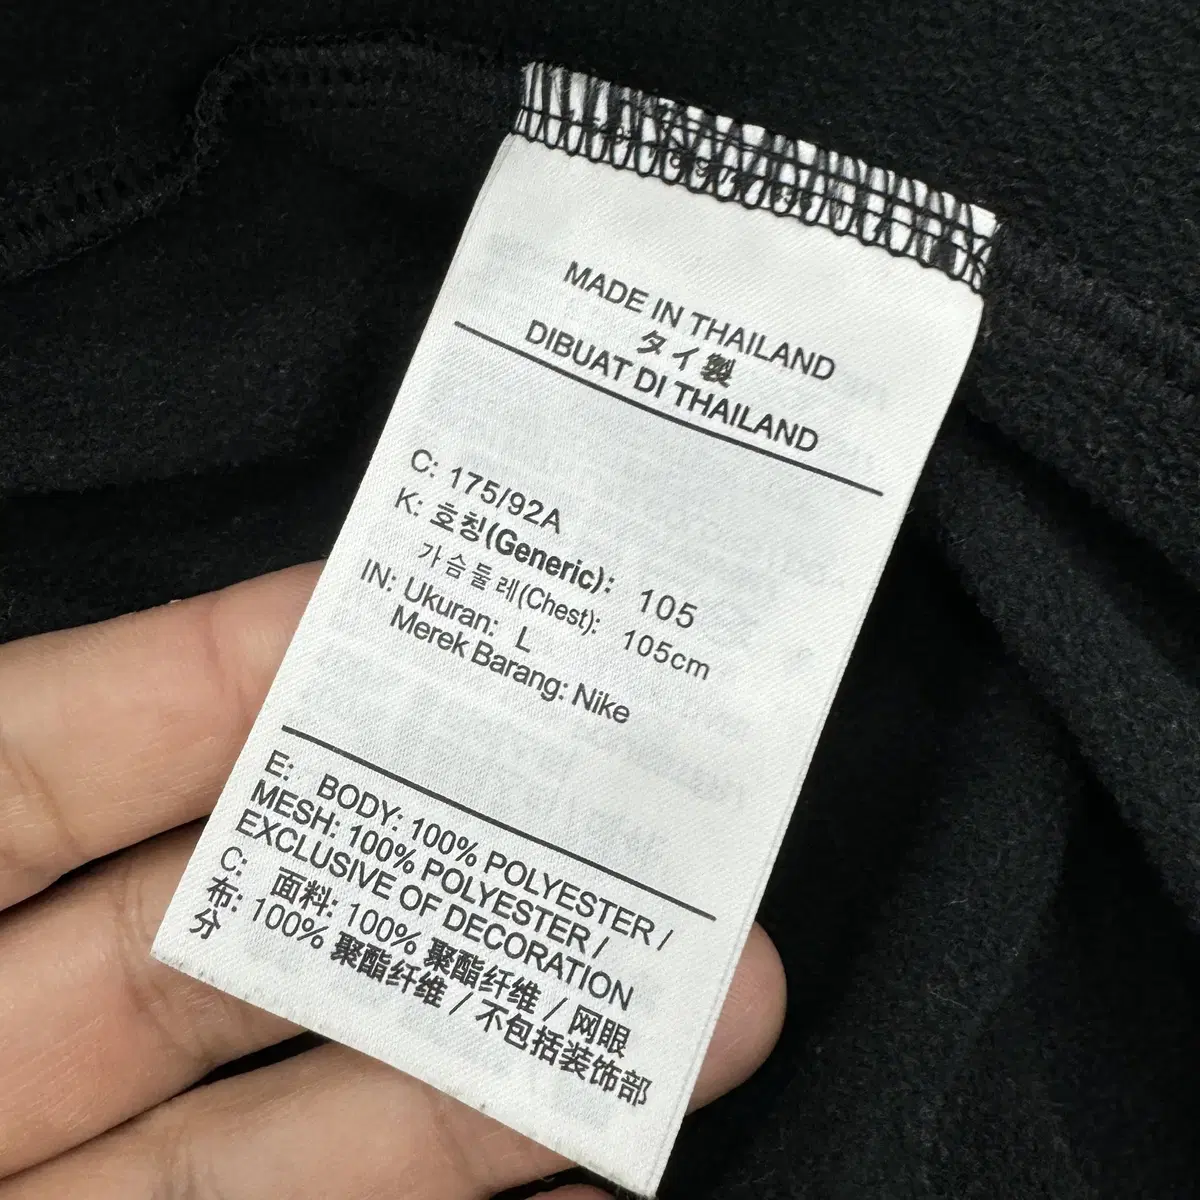 MADE IN THAILAND
タイ製
DIBUAT DI THAILAND
C: 175/92A
K: 호칭(Generic): 105
가슴둘레(Chest): 105cm
IN: Ukuran: L
Merek Barang: Nike
E: BODY: 100% POLYESTER /
MESH: 100% POLYESTER /
EXCLUSIVE OF DECORATION
C: 面料: 100% 聚酯纤维 / 网眼
布: 100% 聚酯纤维 / 不包括装饰部
分